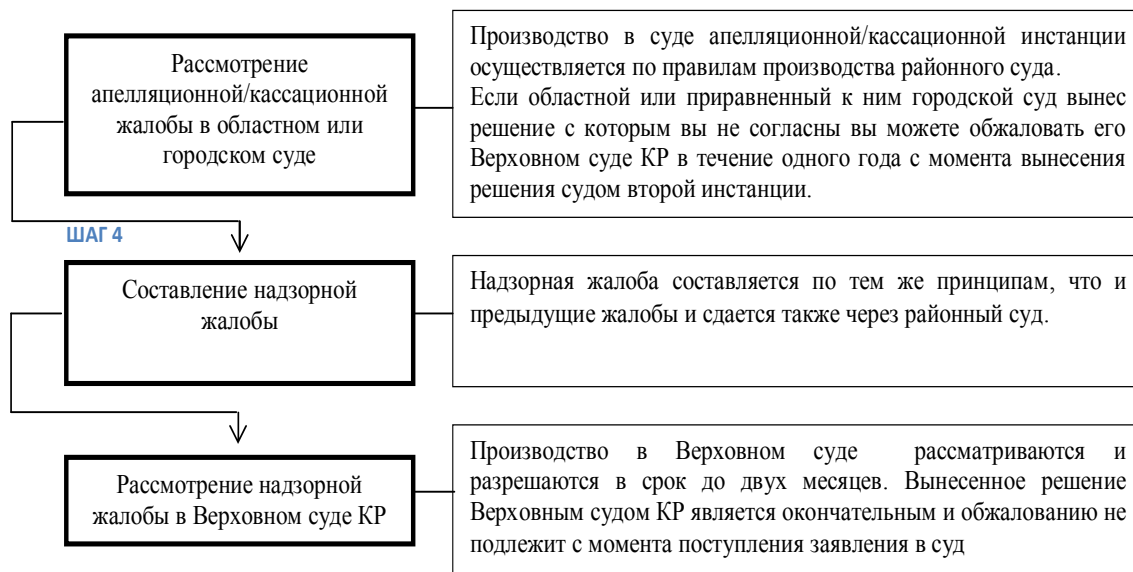 Рассмотрение
апелляционной/кассационной
жалобы в областном или
городском суде
Производство в суде апелляционной/кассационной инстанции
осуществляется по правилам производства районного суда.
Если областной или приравненный к ним городской суд вынес
решение с которым вы не согласны вы можете обжаловать его
Верховном суде КР в течение одного года с момента вынесения
решения судом второй инстанции.
ШАГ 4
Составление надзорной
жалобы
Надзорная жалоба составляется по тем же принципам, что и
предыдущие жалобы и сдается также через районный суд.
Рассмотрение надзорной
жалобы в Верховном суде КР
Производство в Верховном суде рассматриваются и
разрешаются в срок до двух месяцев. Вынесенное решение
Верховным судом КР является окончательным и обжалованию не
подлежит с момента поступления заявления в суд